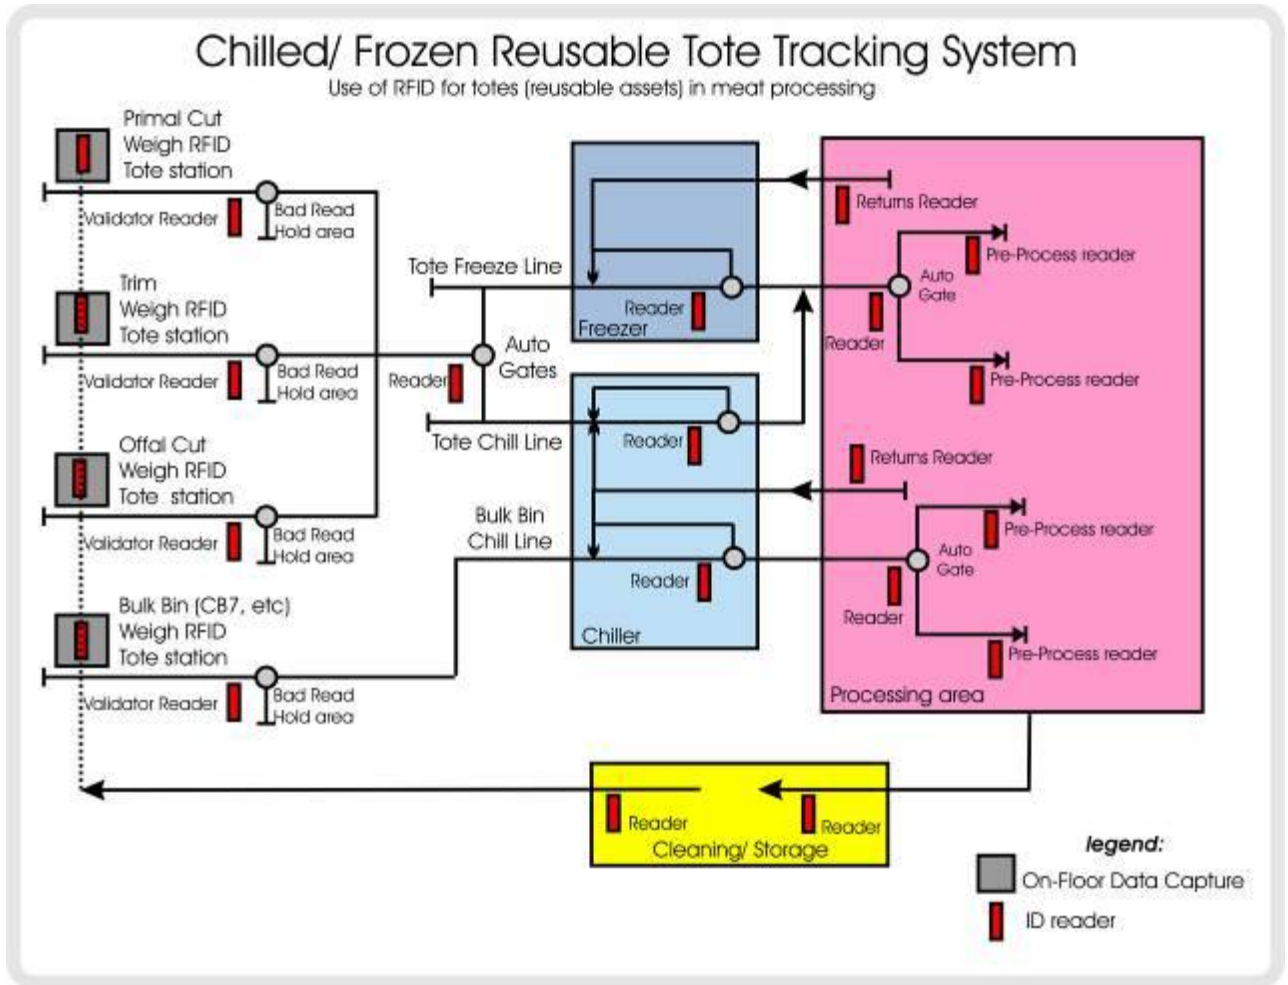 Chilled/ Frozen Reusable Tote Tracking System
Use of RFID for totes (reusable assets) in meat processing
Primal Cut
Weigh RFID
Tote station
Validator Reader
Bad Read
Hold area
Trim
Weigh RFID
Tote station
Validator Reader
Bad Read
Hold area
Offal Cut
Weigh RFID
Tote station
Validator Reader
Bad Read
Hold area
Bulk Bin (CB7, etc)
Weigh RFID
Tote station
Validator Reader
Bad Read
Hold area
Tote Freeze Line
Reader
Auto
Gates
Tote Chill Line
Bulk Bin
Chill Line
Reader
Freezer
Reader
Reader
Chiller
Returns Reader
Pre-Process reader
Auto
Gate
Reader
Pre-Process reader
Returns Reader
Pre-Process reader
Auto
Gate
Reader
Pre-Process reader
Processing area
Reader
Reader
Cleaning/ Storage
legend:
On-Floor Data Capture
ID reader